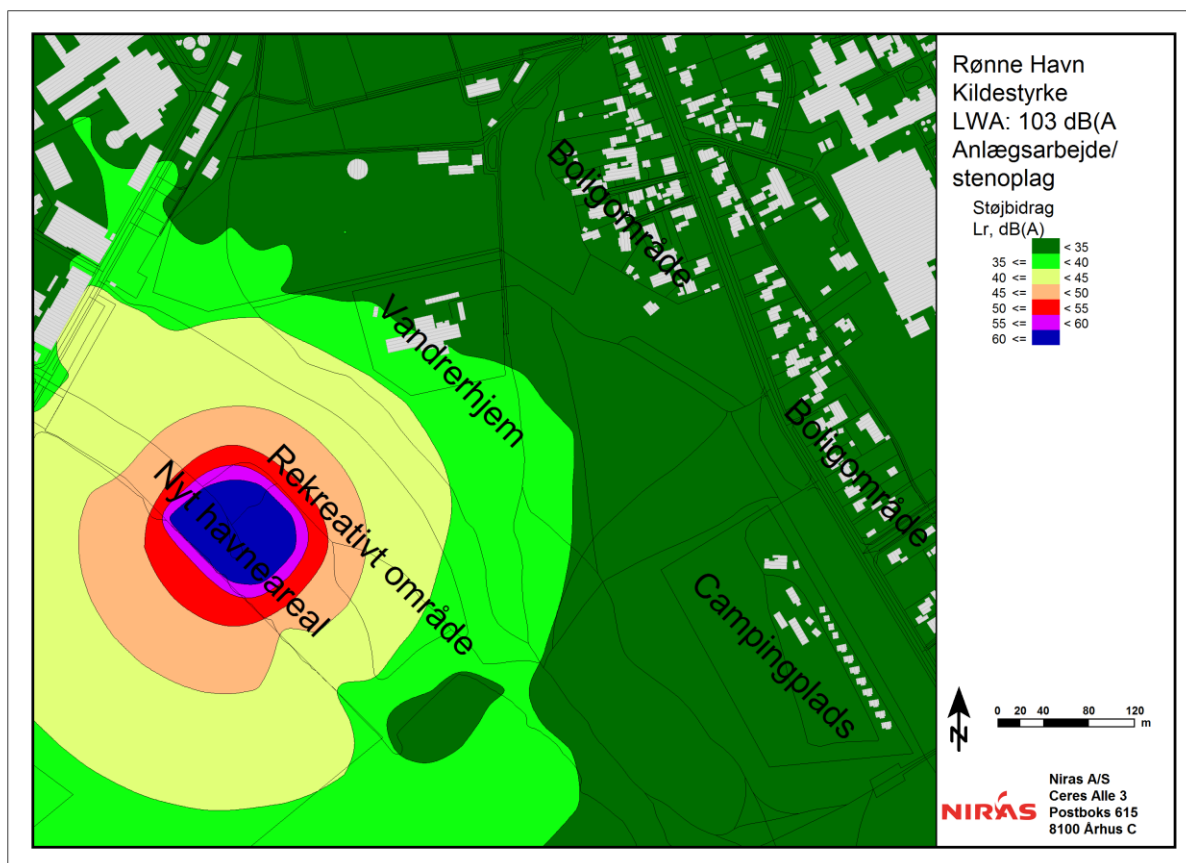 Rønne Havn
Kildestyrke
LWA: 103 dB(A
Anlægsarbejde/
stenoplag
Støjbidrag
Lr, dB(A)
< 35
35 <= < 40
40 <= < 45
45 <= < 50
50 <= < 55
55 <= < 60
60 <=
Boligområde
Vandrerhjem
Boligområde
Rekreativt område
Nyt havneareal
Campingplads
N
0 20 40 80 120
m
NIRAS
Niras A/S
Ceres Alle 3
Postboks 615
8100 Århus C